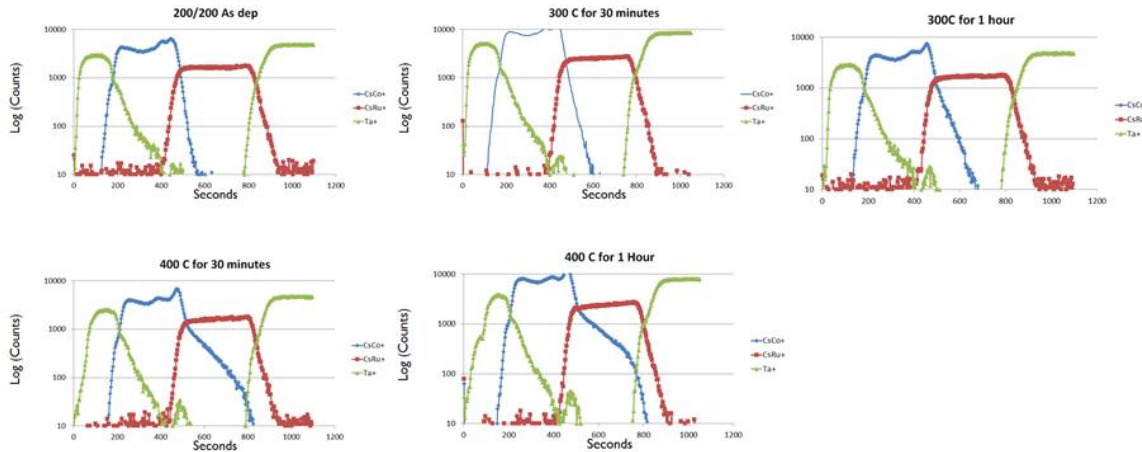 200/200 As dep
Log (Counts)
10000
1000
100
10
0 200 400 600 800 1000 1200
Seconds
CsCo+
CsRu+
Ta+
300 C for 30 minutes
Log (Counts)
10000
1000
100
10
0 200 400 600 800 1000 1200
Seconds
CsCo+
CsRu+
Ta+
300C for 1 hour
Log (Counts)
10000
1000
100
10
0 200 400 600 800 1000 1200
Seconds
CsCo
CsRu
Ta+
400 C for 30 minutes
Log (Counts)
10000
1000
100
10
0 200 400 600 800 1000 1200
Seconds
CsCo+
CsRu+
Ta+
400 C for 1 Hour
Log (Counts)
10000
1000
100
10
0 200 400 600 800 1000 1200
Seconds
CsCo+
CsRu+
Ta+